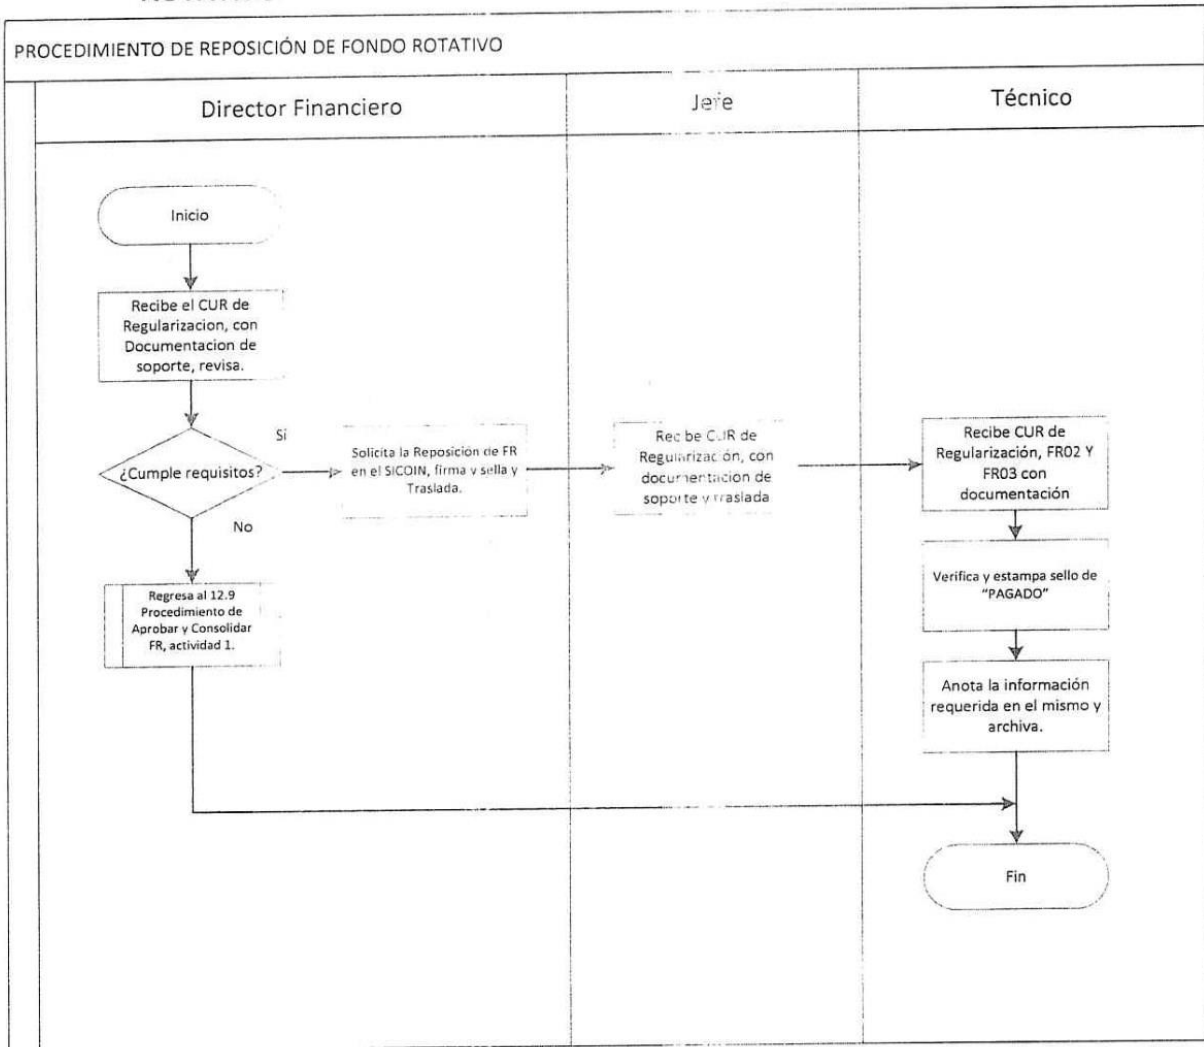 PROCEDIMIENTO DE REPOSICIÓN DE FONDO ROTATIVO
Director Financiero
Jefe
Técnico
Inicio
Recibe el CUR de
Regularizacion, con
Documentacion de
soporte, revisa.
¿Cumple requisitos?
Si
No
Solicita la Reposición de FR
en el SICOIN, firma y sella y
Traslada.
Regresa al 12.9
Procedimiento de
Aprobar y Consolidar
FR, actividad 1.
Recibe CUR de
Regularización, con
documentacion de
soporte y traslada
Recibe CUR de
Regularización, FR02 Y
FR03 con
documentación
Verifica y estampa sello de
"PAGADO"
Anota la información
requerida en el mismo y
archiva.
Fin